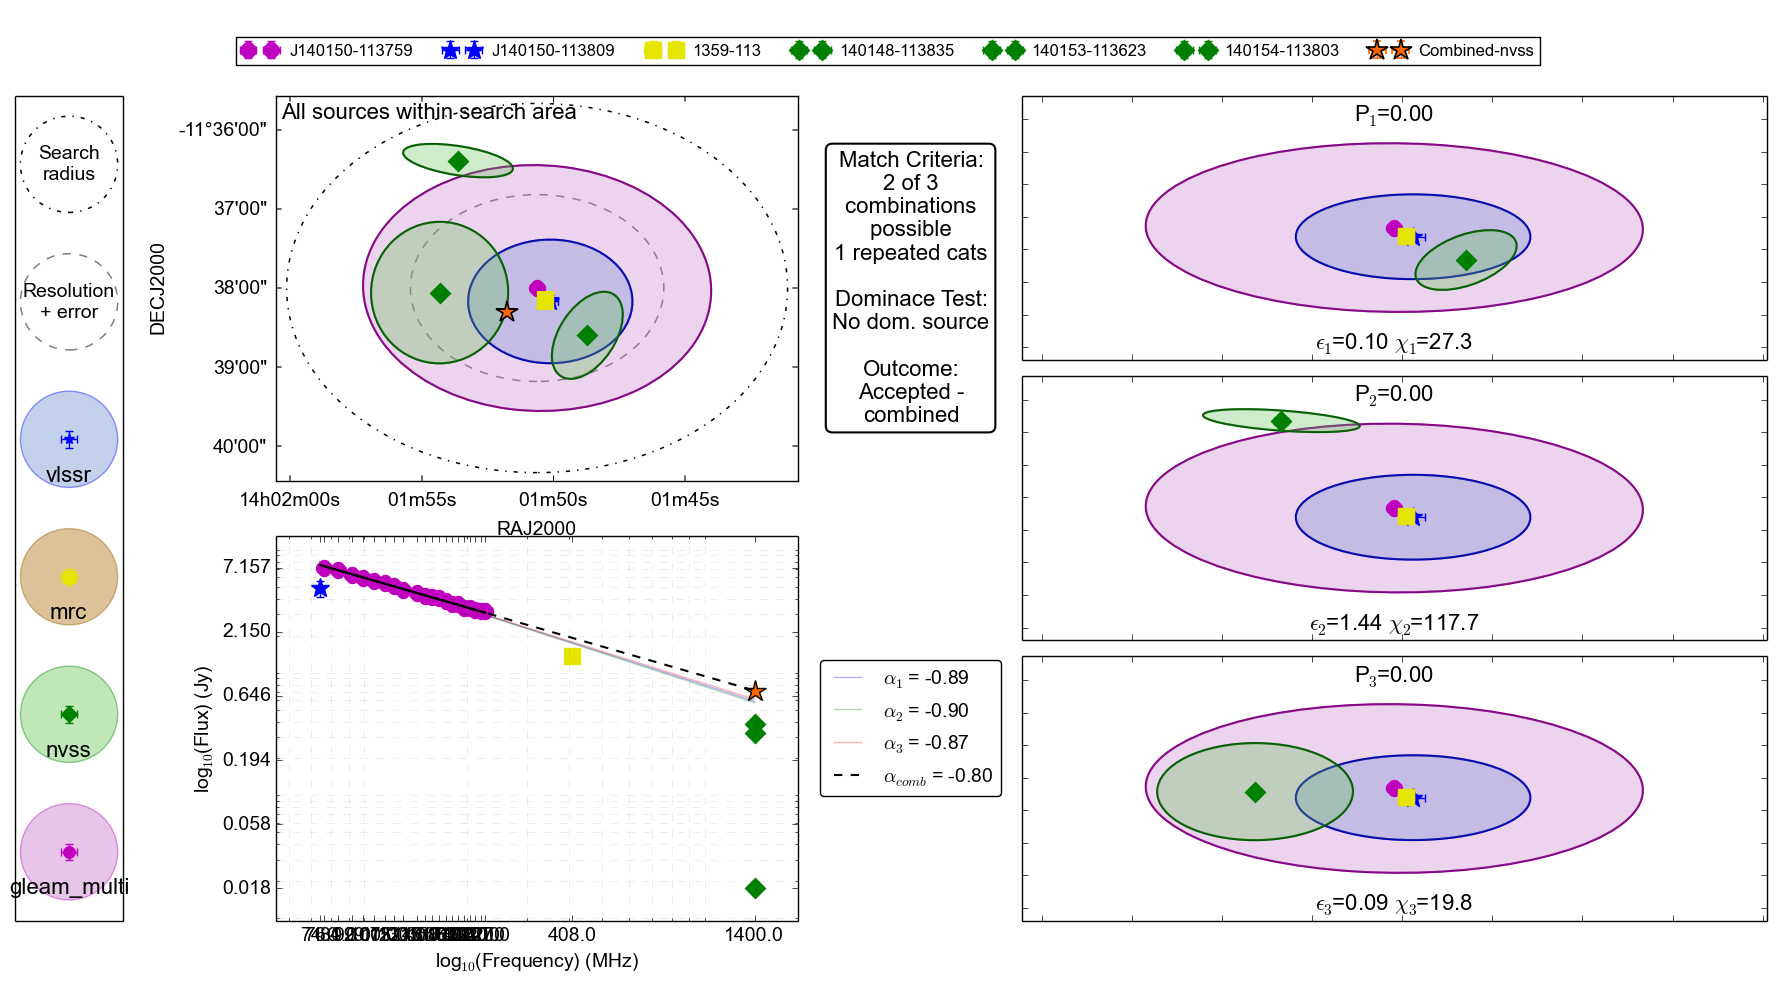 J140150-113759 J140150-113809 1359-113 140148-113835 140153-113623 140154-113803 Combined-nvss
Search
radius
Resolution
+ error
vlssr
mrc
nvss
gleam_multi
All sources within search area
DECJ2000
-11°36'00"
37'00"
38'00"
39'00"
40'00"
14h02m00s 01m55s 01m50s 01m45s
RAJ2000
Match Criteria:
2 of 3
combinations
possible
1 repeated cats
Dominace Test:
No dom. source
Outcome:
Accepted -
combined
log₁₀(Flux) (Jy)
7.157
2.150
0.646
0.194
0.058
0.018
408.0 1400.0
log₁₀(Frequency) (MHz)
α₁ = -0.89
α₂ = -0.90
α₃ = -0.87
α_comb = -0.80
P₁=0.00
ϵ₁=0.10 χ₁=27.3
P₂=0.00
ϵ₂=1.44 χ₂=117.7
P₃=0.00
ϵ₃=0.09 χ₃=19.8